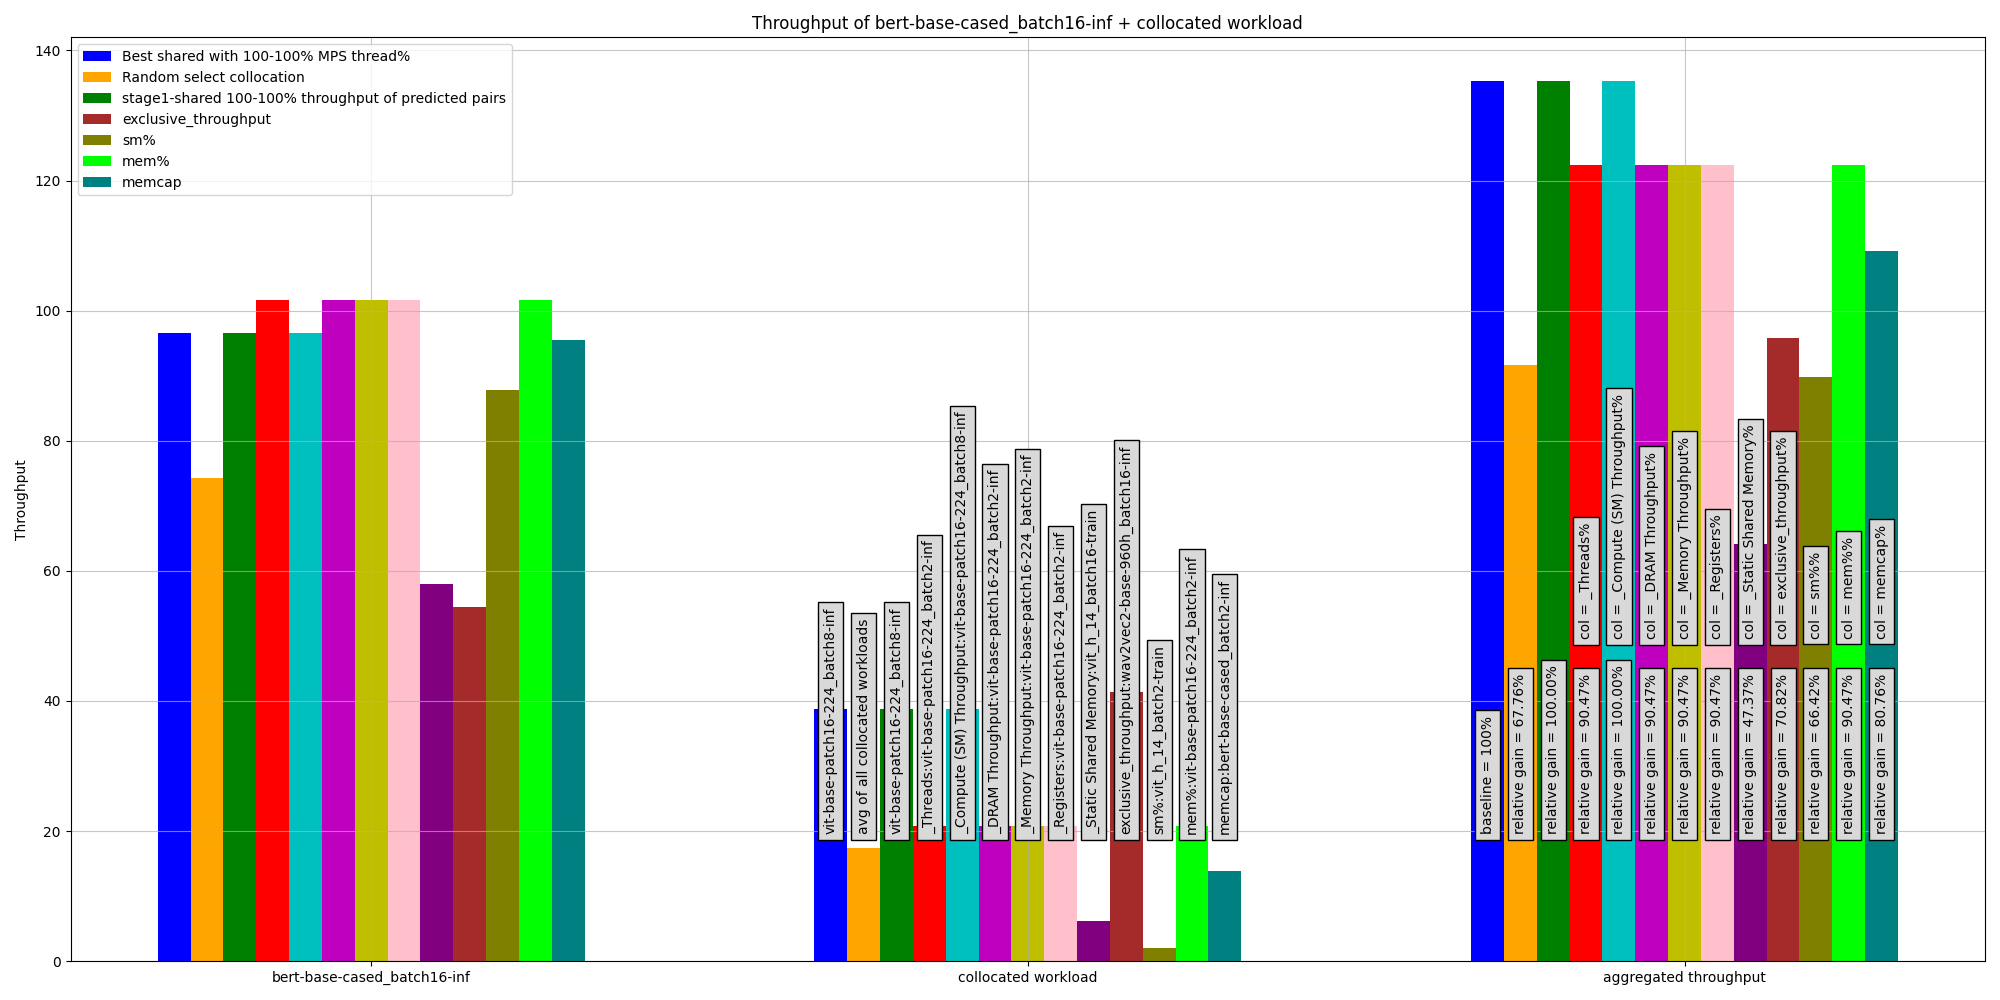 Throughput of bert-base-cased_batch16-inf + collocated workload
Best shared with 100-100% MPS thread%
Random select collocation
stage1-shared 100-100% throughput of predicted pairs
exclusive_throughput
sm%
mem%
memcap
Throughput
140
120
100
80
60
40
20
0
vit-base-patch16-224_batch8-inf
avg of all collocated workloads
vit-base-patch16-224_batch8-inf
_Threads:vit-base-patch16-224_batch2-inf
_Compute (SM) Throughput:vit-base-patch16-224_batch8-inf
_DRAM Throughput:vit-base-patch16-224_batch2-inf
_Memory Throughput:vit-base-patch16-224_batch2-inf
_Registers:vit-base-patch16-224_batch2-inf
_Static Shared Memory:vit_h_14_batch16-train
exclusive_throughput:wav2vec2-base-960h_batch16-inf
sm%:vit_h_14_batch2-train
mem%:vit-base-patch16-224_batch2-inf
memcap:bert-base-cased_batch2-inf
col = _Threads%
col = _Compute (SM) Throughput%
col = _DRAM Throughput%
col = _Memory Throughput%
col = _Registers%
col = _Static Shared Memory%
col = exclusive_throughput%
col = sm%%
col = mem%%
col = memcap%
baseline = 100%
relative gain = 67.76%
relative gain = 100.00%
relative gain = 90.47%
relative gain = 100.00%
relative gain = 90.47%
relative gain = 90.47%
relative gain = 90.47%
relative gain = 47.37%
relative gain = 70.82%
relative gain = 66.42%
relative gain = 90.47%
relative gain = 80.76%
bert-base-cased_batch16-inf
collocated workload
aggregated throughput